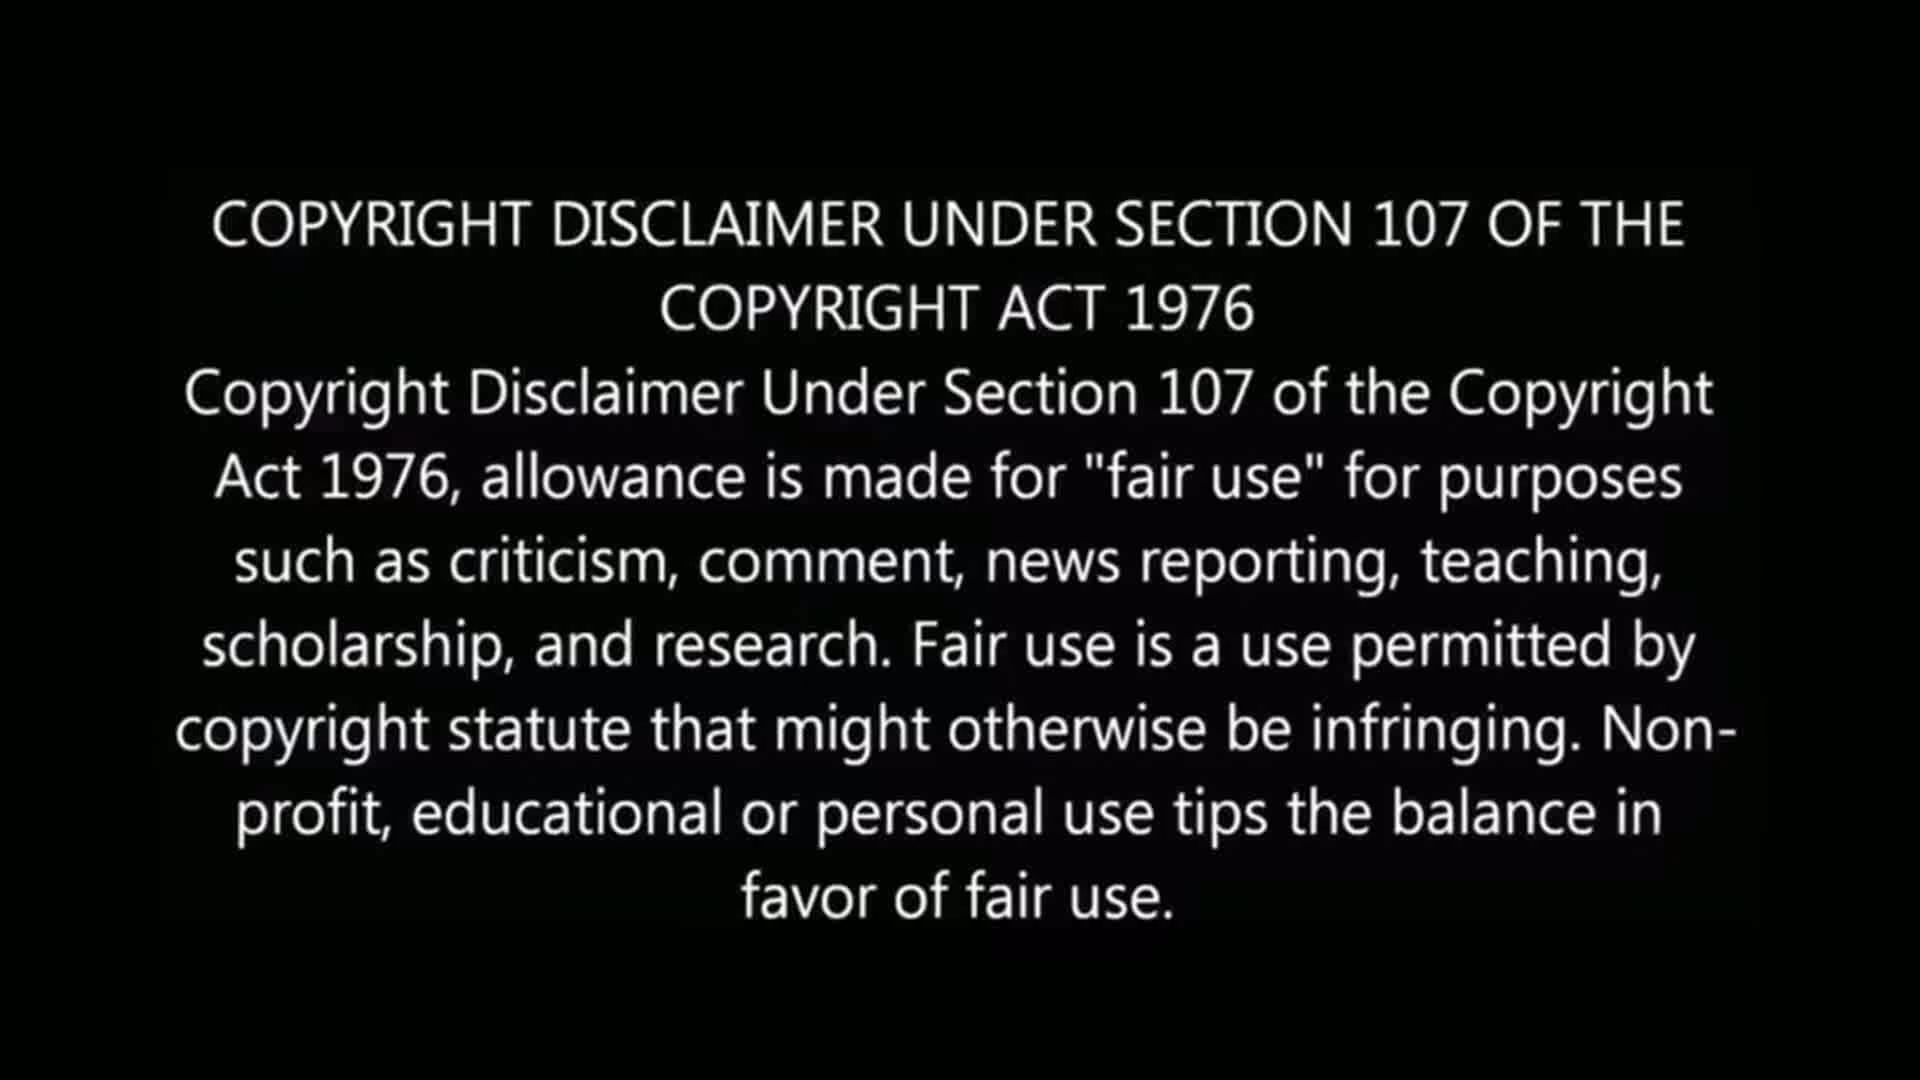 COPYRIGHT DISCLAIMER UNDER SECTION 107 OF THE
COPYRIGHT ACT 1976
Copyright Disclaimer Under Section 107 of the Copyright
Act 1976, allowance is made for "fair use" for purposes
such as criticism, comment, news reporting, teaching,
scholarship, and research. Fair use is a use permitted by
copyright statute that might otherwise be infringing. Non-
profit, educational or personal use tips the balance in
favor of fair use.